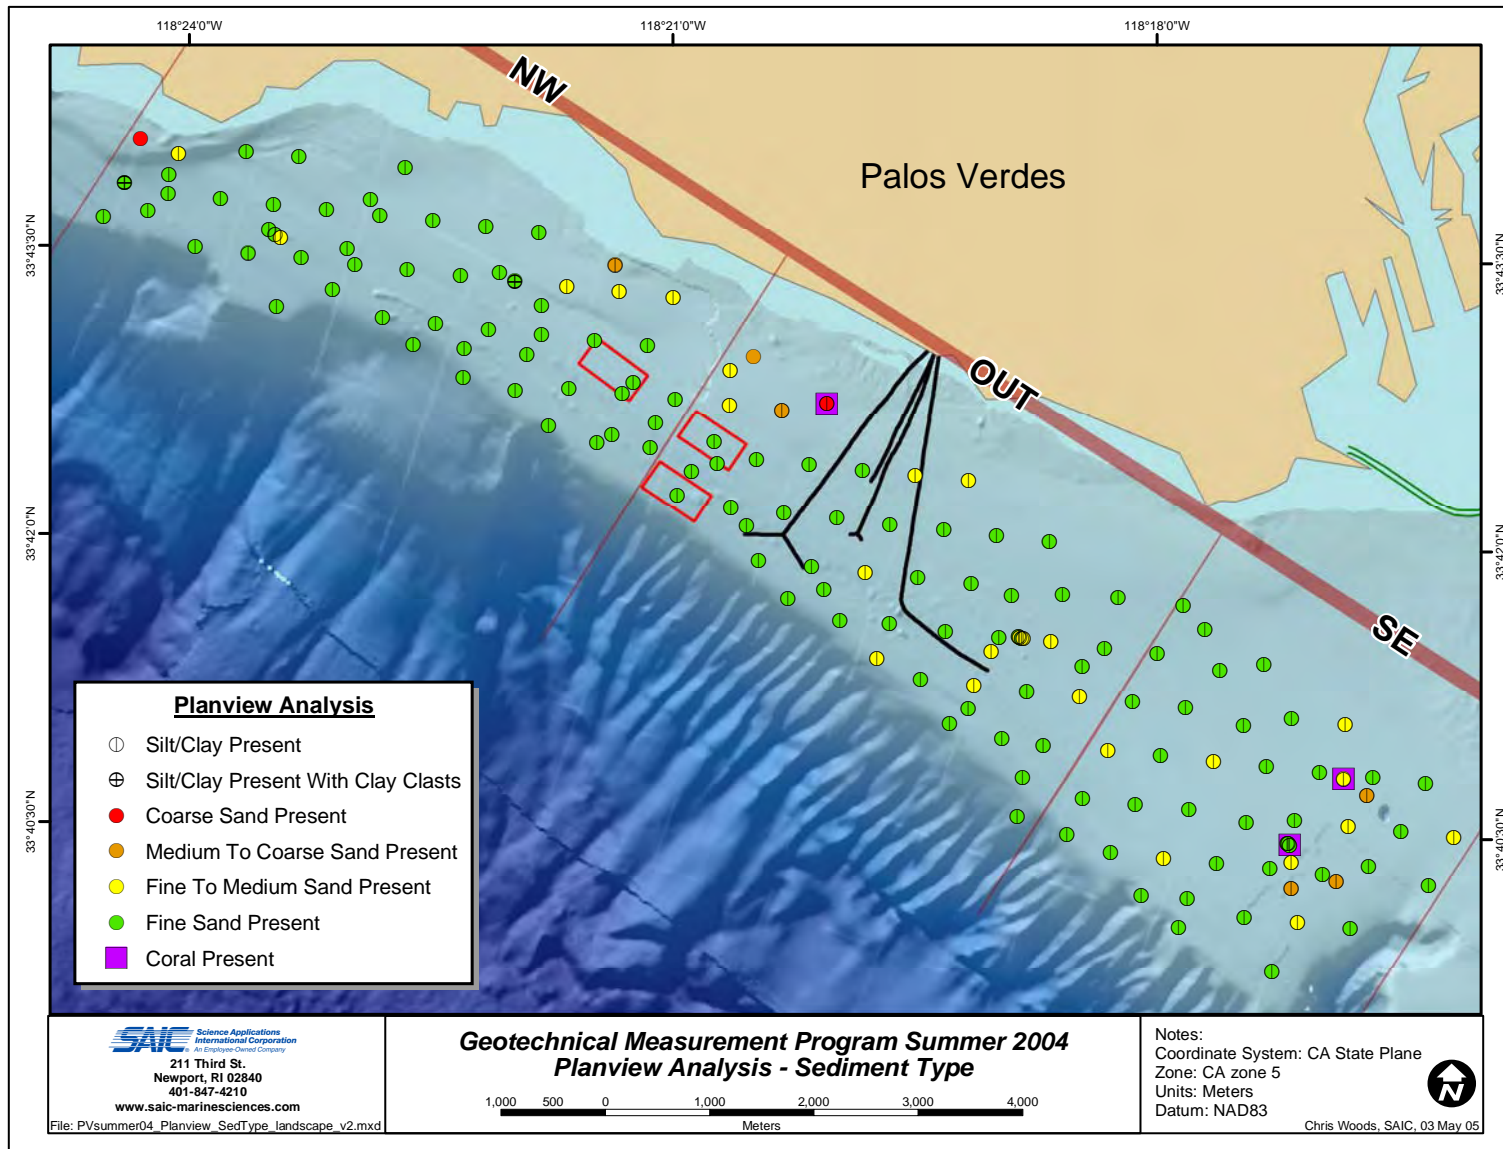 118°24'0"W
118°21'0"W
118°18'0"W
NW
Palos Verdes
33°43'30"N
33°43'30"N
OUT
33°42'0"N
33°42'0"N
SE
33°40'30"N
33°40'30"N
Planview Analysis
Silt/Clay Present
Silt/Clay Present With Clay Clasts
Coarse Sand Present
Medium To Coarse Sand Present
Fine To Medium Sand Present
Fine Sand Present
Coral Present
SAIC
Science Applications
International Corporation
An Employee-Owned Company
211 Third St.
Newport, RI 02840
401-847-4210
www.saic-marinesciences.com
File: PVsummer04_Planview_SedType_landscape_v2.mxd
Geotechnical Measurement Program Summer 2004
Planview Analysis - Sediment Type
1,000 500 0 1,000 2,000 3,000 4,000
Meters
Notes:
Coordinate System: CA State Plane
Zone: CA zone 5
Units: Meters
Datum: NAD83
N
Chris Woods, SAIC, 03 May 05